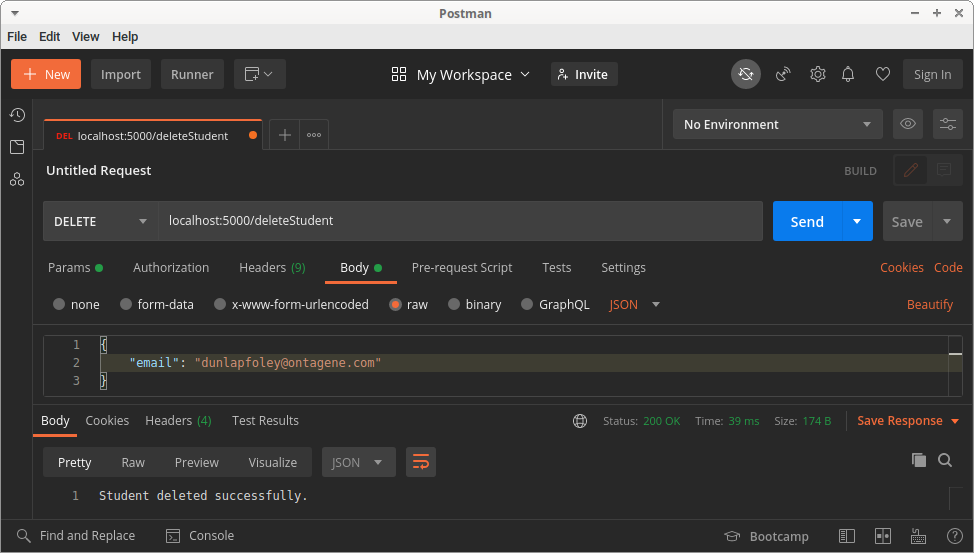 Postman
File Edit View Help
+ New Import Runner My Workspace Invite Sign In
DEL localhost:5000/deleteStudent No Environment
Untitled Request BUILD
DELETE localhost:5000/deleteStudent Send Save
Params Authorization Headers (9) Body Pre-request Script Tests Settings Cookies Code
none form-data x-www-form-urlencoded raw binary GraphQL JSON Beautify
1 {
2 "email": "dunlapfoley@ontagene.com"
3 }
Body Cookies Headers (4) Test Results Status: 200 OK Time: 39 ms Size: 174 B Save Response
Pretty Raw Preview Visualize JSON
1 Student deleted successfully.
Find and Replace Console Bootcamp